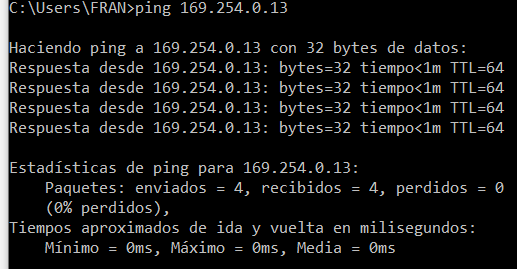 C:\Users\FRAN>ping 169.254.0.13
Haciendo ping a 169.254.0.13 con 32 bytes de datos:
Respuesta desde 169.254.0.13: bytes=32 tiempo<1m TTL=64
Respuesta desde 169.254.0.13: bytes=32 tiempo<1m TTL=64
Respuesta desde 169.254.0.13: bytes=32 tiempo<1m TTL=64
Respuesta desde 169.254.0.13: bytes=32 tiempo<1m TTL=64
Estadísticas de ping para 169.254.0.13:
Paquetes: enviados = 4, recibidos = 4, perdidos = 0
(0% perdidos),
Tiempos aproximados de ida y vuelta en milisegundos:
Mínimo = 0ms, Máximo = 0ms, Media = 0ms